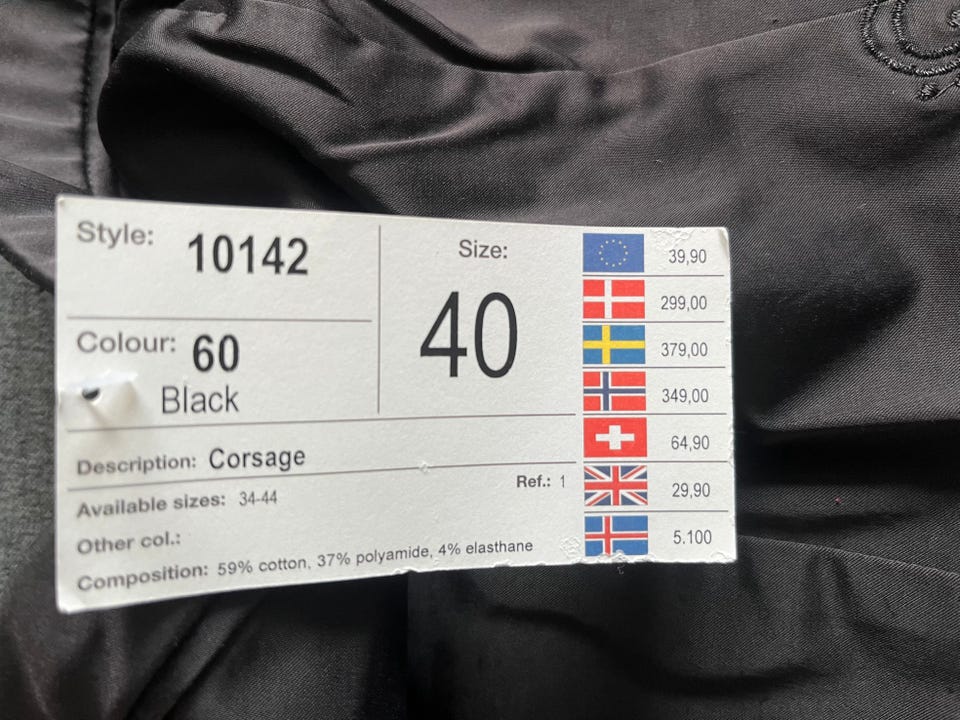 Style: 10142
Colour: 60
Black
Size:
40
39,90
299,00
379,00
349,00
64,90
29,90
5.100
Description: Corsage
Ref.: 1
Available sizes: 34-44
Other col.:
Composition: 59% cotton, 37% polyamide, 4% elasthane